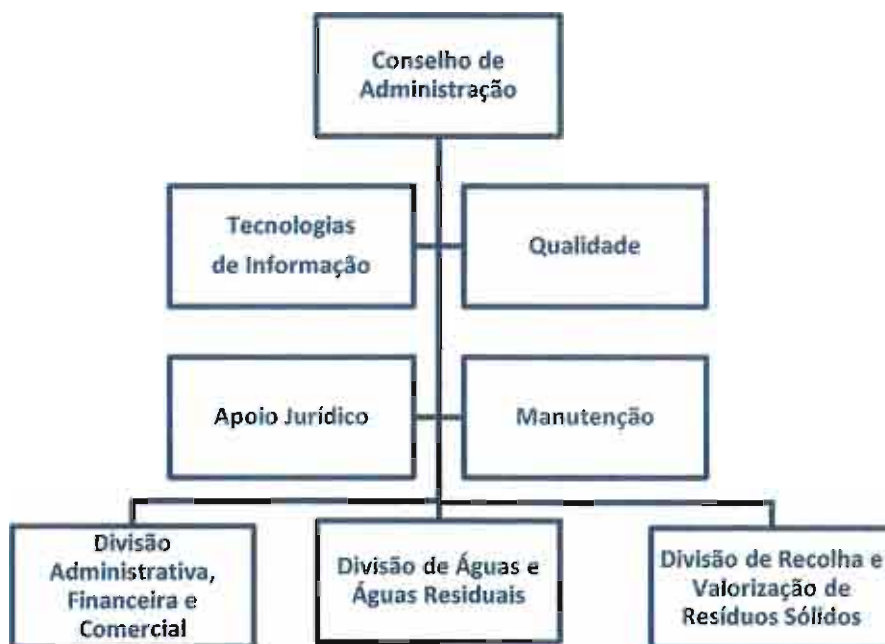 Conselho de
Administração
Tecnologias
de Informação
Qualidade
Apoio Jurídico
Manutenção
Divisão
Administrativa,
Financeira e
Comercial
Divisão de Águas e
Águas Residuais
Divisão de Recolha e
Valorização de
Resíduos Sólidos